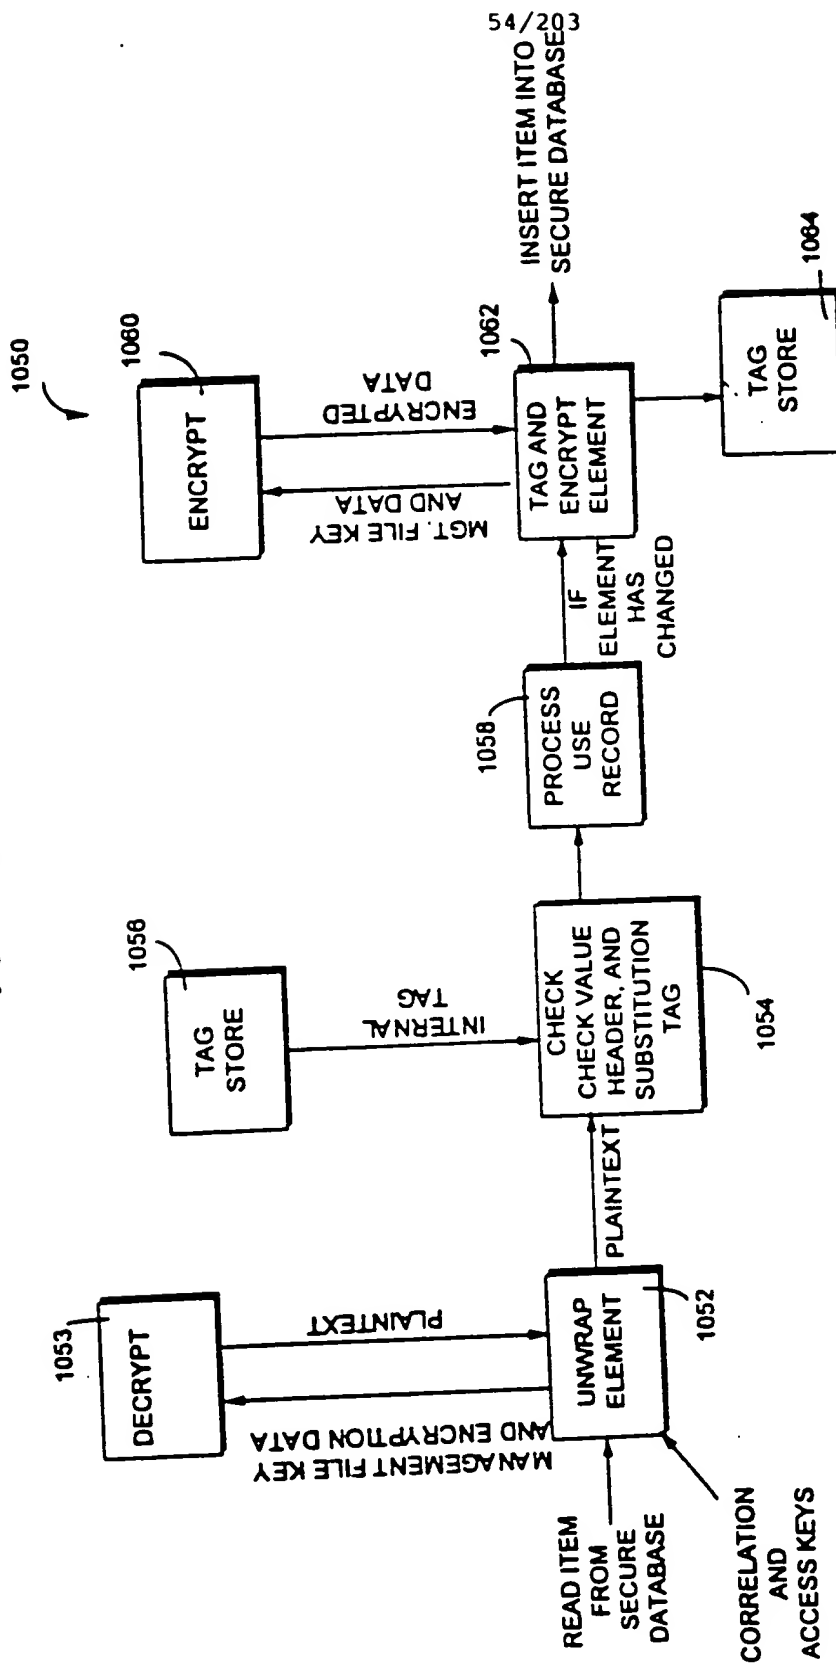 54/203
1050
1053
DECRYPT
MANAGEMENT FILE KEY
AND ENCRYPTION DATA
PLAINTEXT
READ ITEM
FROM
SECURE
DATABASE
CORRELATION
AND
ACCESS KEYS
UNWRAP
ELEMENT
1052
PLAINTEXT
1056
TAG
STORE
INTERNAL
TAG
CHECK
CHECK VALUE
HEADER, AND
SUBSTITUTION
TAG
1054
1058
PROCESS
USE
RECORD
IF
ELEMENT
HAS
CHANGED
1060
ENCRYPT
MGT. FILE KEY
AND DATA
ENCRYPTED
DATA
1062
TAG AND
ENCRYPT
ELEMENT
INSERT ITEM INTO
SECURE DATABASE
TAG
STORE
1064